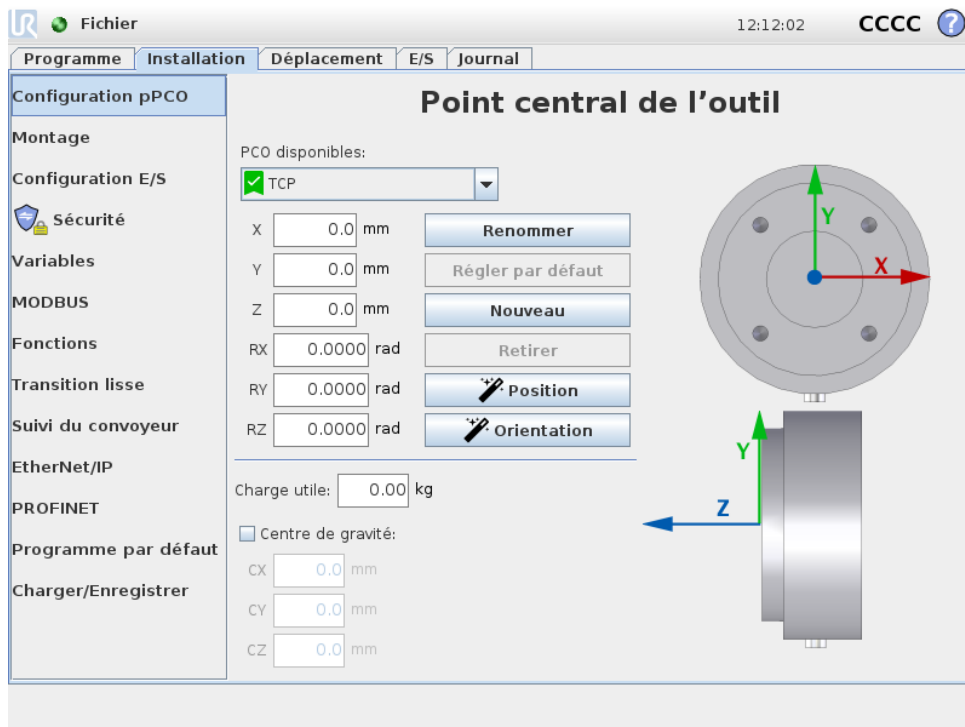 UR Fichier 12:12:02 CCCC ?
Programme Installation Déplacement E/S Journal
Configuration pPCO
Montage
Configuration E/S
Sécurité
Variables
MODBUS
Fonctions
Transition lisse
Suivi du convoyeur
EtherNet/IP
PROFINET
Programme par défaut
Charger/Enregistrer
Point central de l’outil
PCO disponibles:
TCP
X 0.0 mm Renommer
Y 0.0 mm Régler par défaut
Z 0.0 mm Nouveau
RX 0.0000 rad Retirer
RY 0.0000 rad Position
RZ 0.0000 rad Orientation
Charge utile: 0.00 kg
Centre de gravité:
CX 0.0 mm
CY 0.0 mm
CZ 0.0 mm
Y
X
Y
Z